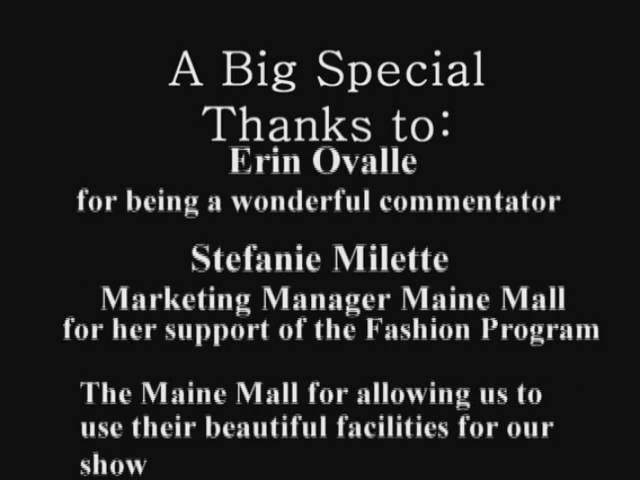 A Big Special
Thanks to:
Erin Ovalle
for being a wonderful commentator
Stefanie Milette
Marketing Manager Maine Mall
for her support of the Fashion Program
The Maine Mall for allowing us to
use their beautiful facilities for our
show